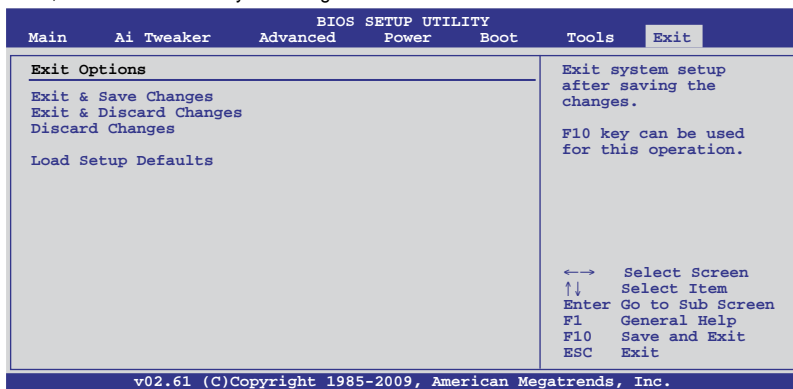 BIOS SETUP UTILITY
Main Ai Tweaker Advanced Power Boot Tools Exit
Exit Options
Exit & Save Changes
Exit & Discard Changes
Discard Changes
Load Setup Defaults
Exit system setup
after saving the
changes.
F10 key can be used
for this operation.
←→ Select Screen
↑↓ Select Item
Enter Go to Sub Screen
F1 General Help
F10 Save and Exit
ESC Exit
v02.61 (C)Copyright 1985-2009, American Megatrends, Inc.